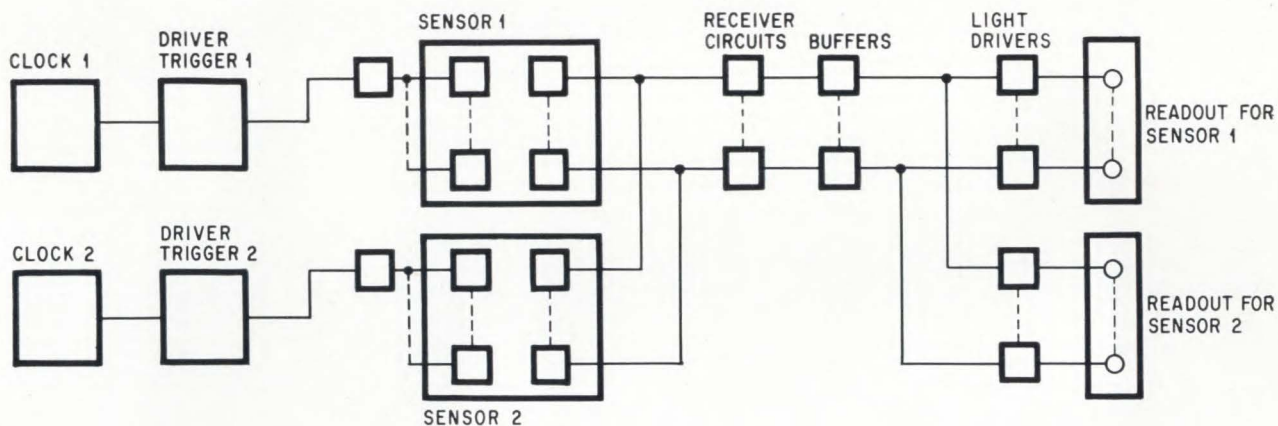 SENSOR 1
RECEIVER
CIRCUITS
BUFFERS
LIGHT
DRIVERS
CLOCK 1
DRIVER
TRIGGER 1
READOUT FOR
SENSOR 1
CLOCK 2
DRIVER
TRIGGER 2
READOUT FOR
SENSOR 2
SENSOR 2